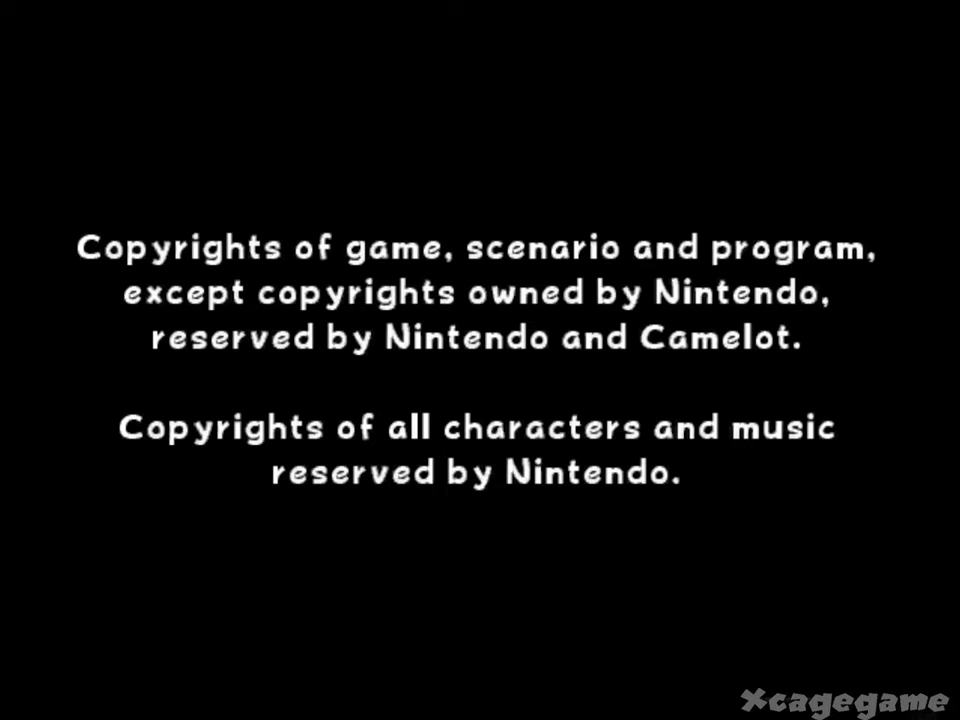 Copyrights of game, scenario and program,
except copyrights owned by Nintendo,
reserved by Nintendo and Camelot.
Copyrights of all characters and music
reserved by Nintendo.
Xcagegame